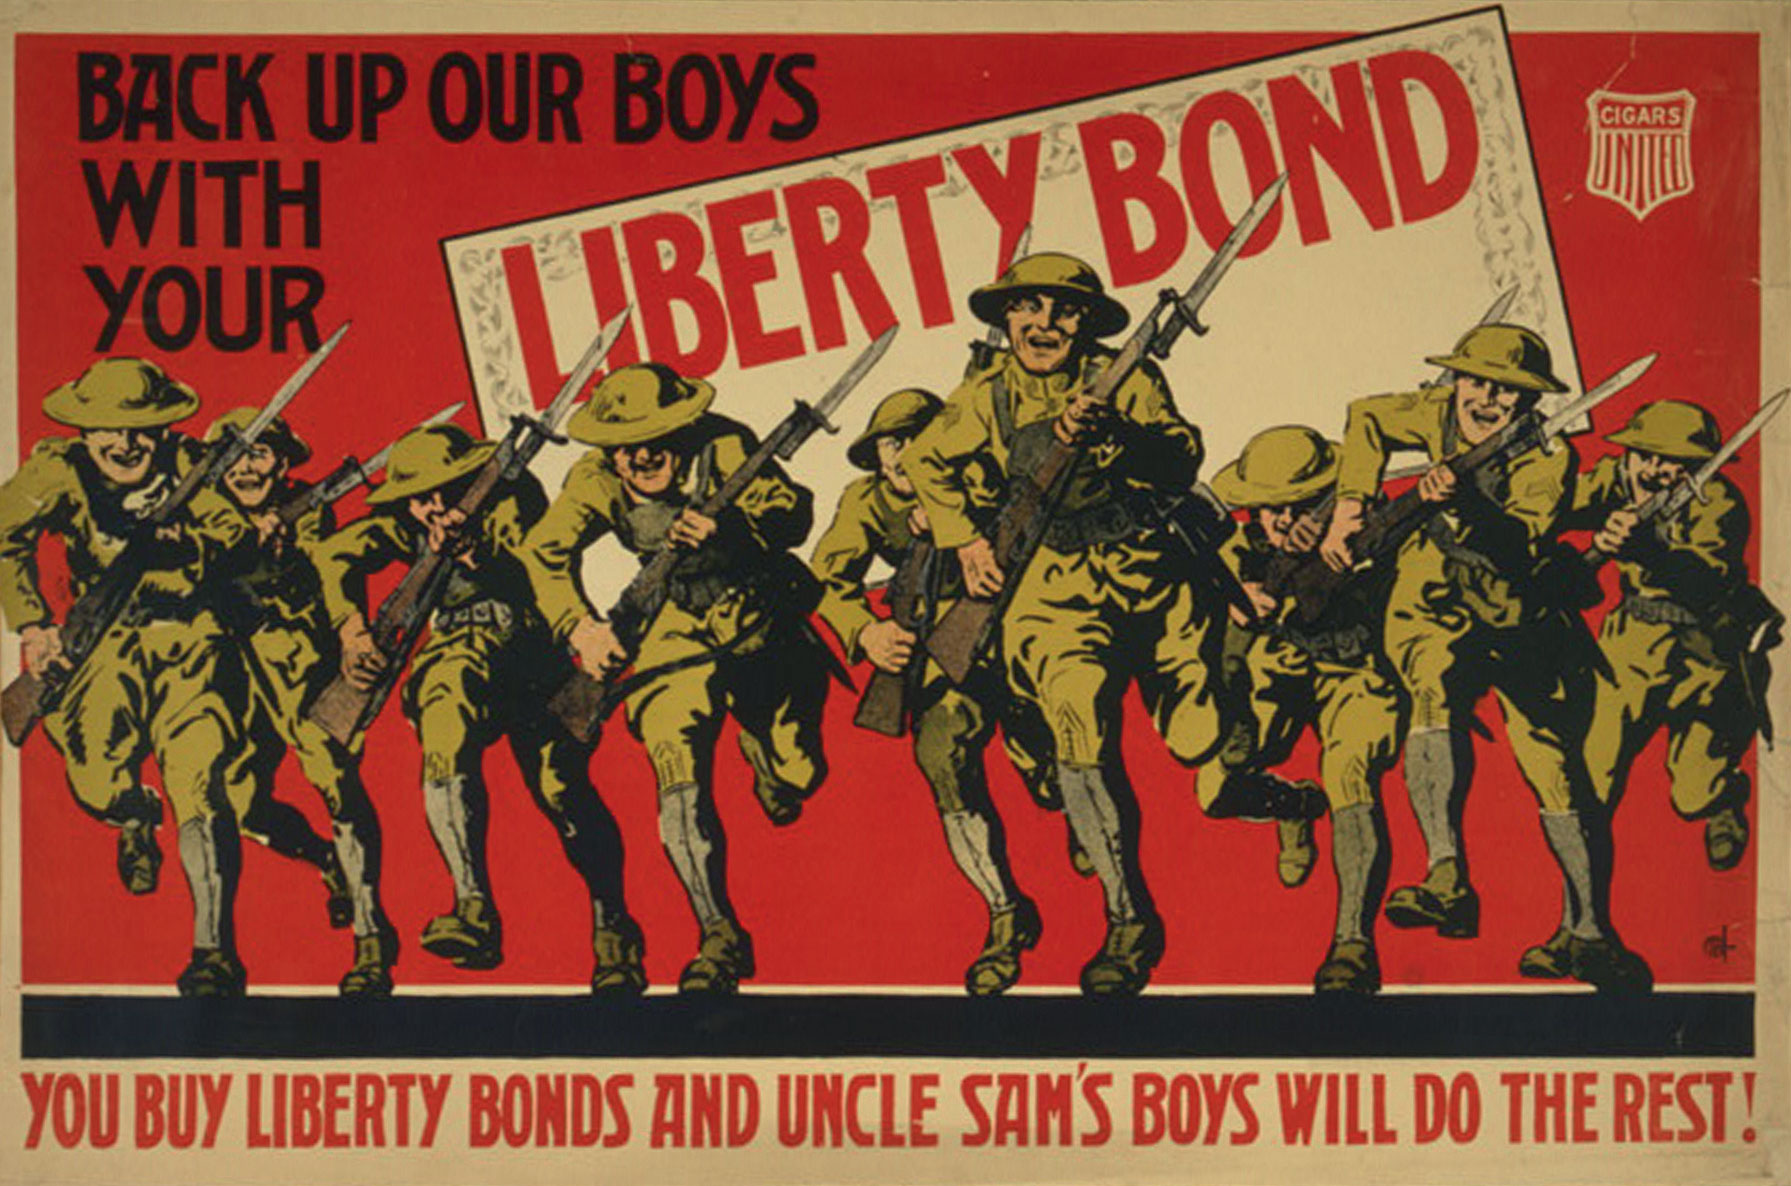 BACK UP OUR BOYS
WITH
YOUR
LIBERTY BOND
CIGARS
UNITED
YOU BUY LIBERTY BONDS AND UNCLE SAM'S BOYS WILL DO THE REST!